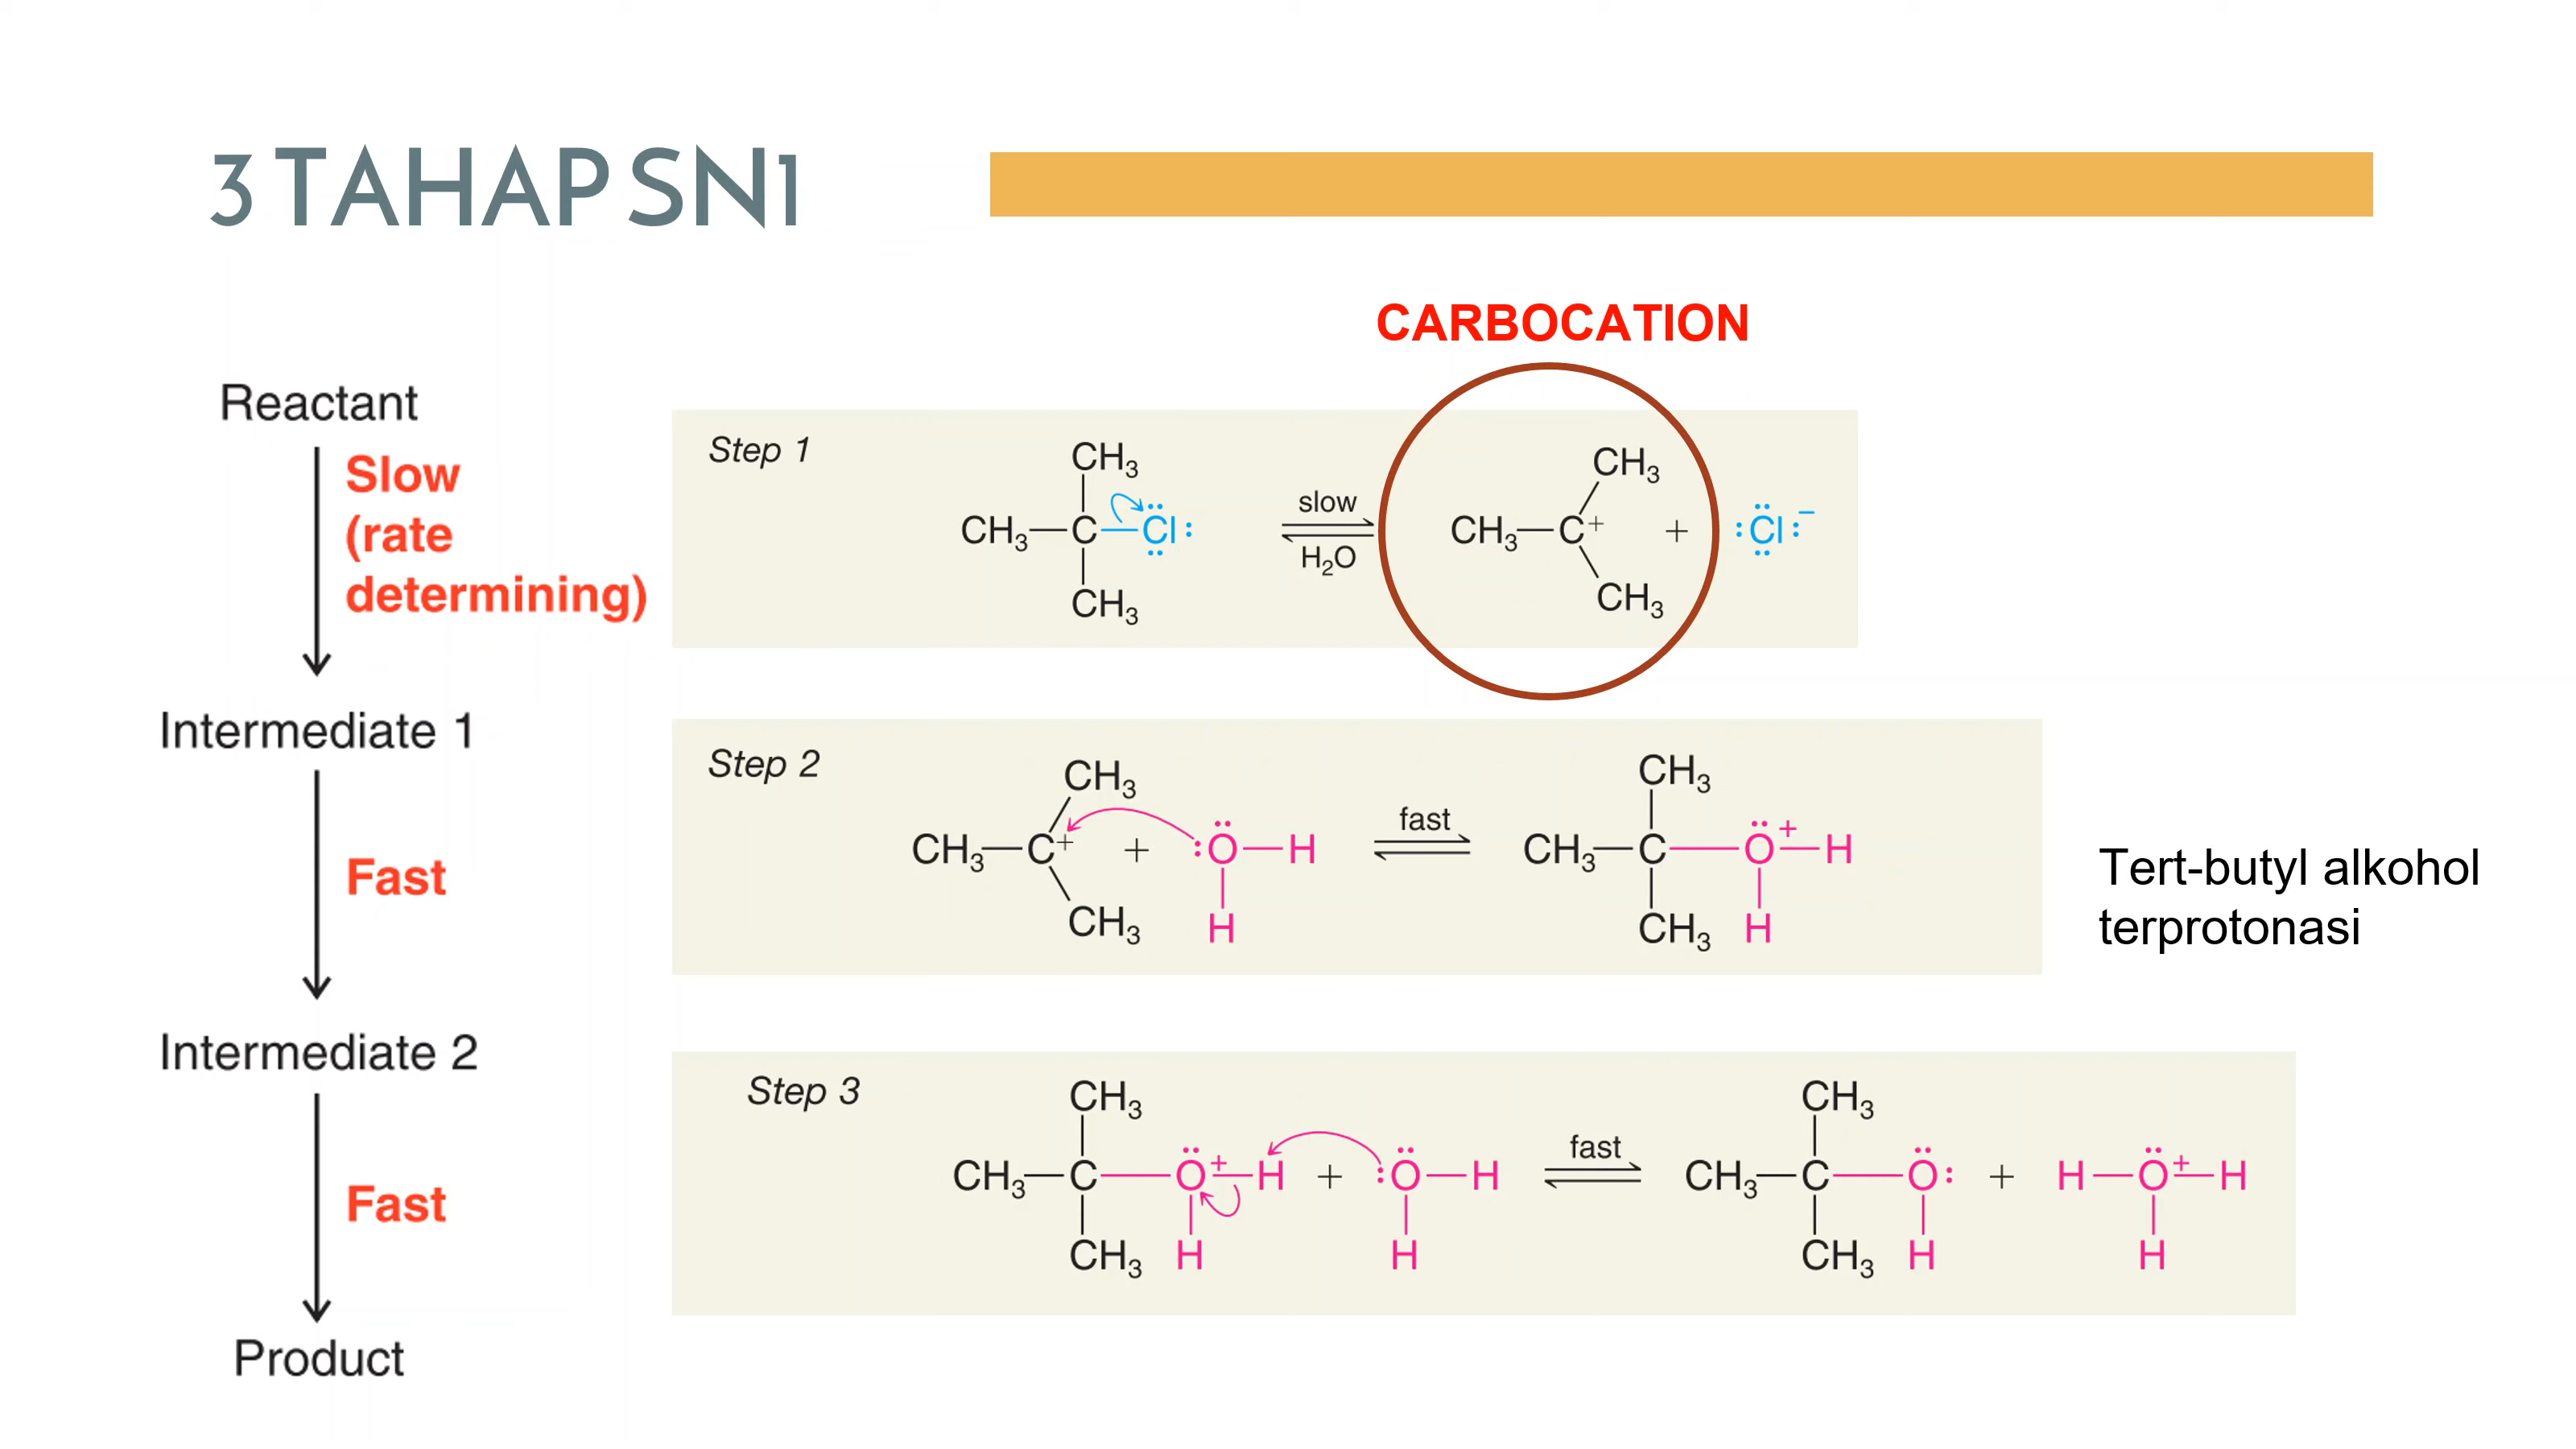 3 TAHAP SN1
CARBOCATION
Reactant
Slow
(rate
determining)
Intermediate 1
Fast
Intermediate 2
Fast
Product
Step 1
CH3
CH3—C—Cl:
CH3
slow
H2O
CH3
CH3—C+ + :Cl:−
CH3
Step 2
CH3
CH3—C+ + :O—H
CH3 H
fast
CH3
CH3—C—O+—H
CH3 H
Tert-butyl alkohol
terprotonasi
Step 3
CH3
CH3—C—O+—H + :O—H
CH3 H H
fast
CH3
CH3—C—O: + H—O+—H
CH3 H H